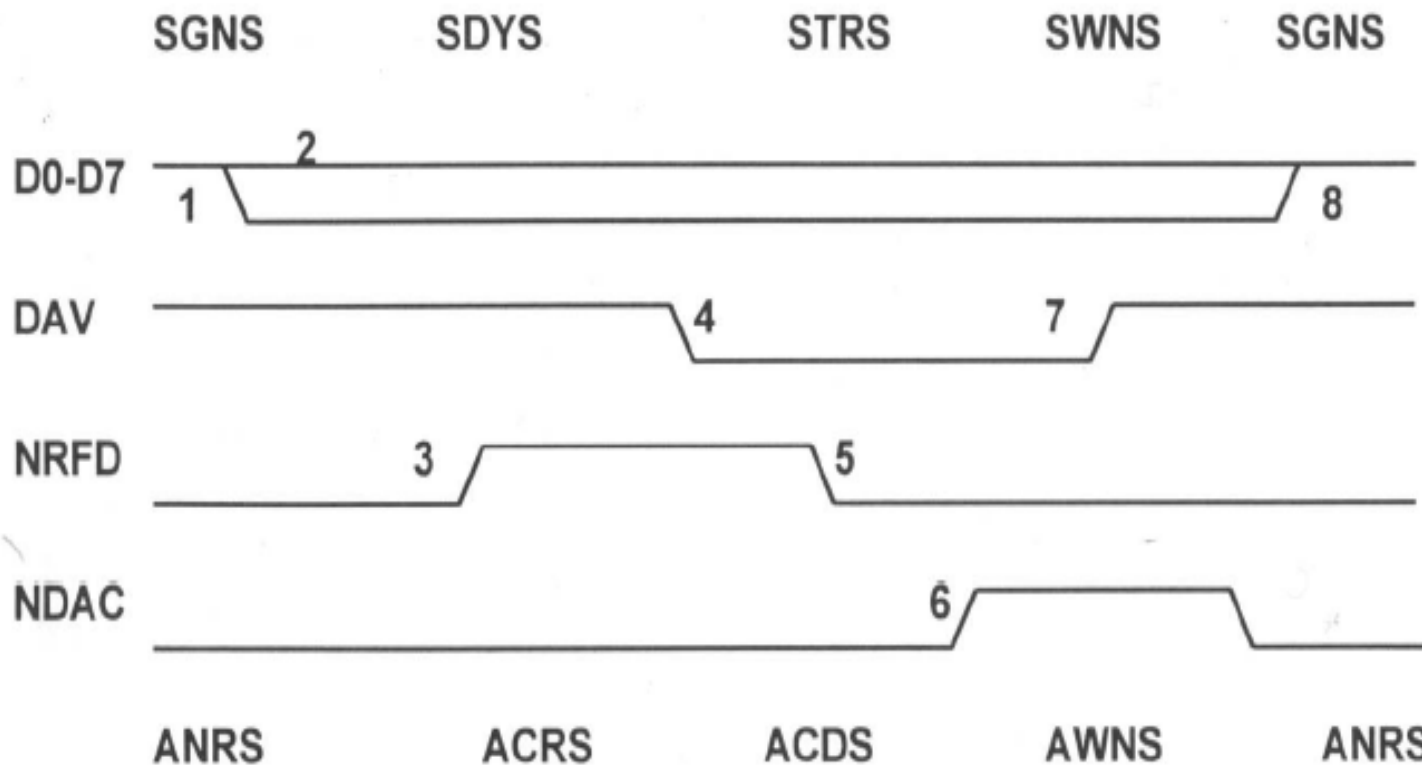 SGNS SDYS STRS SWNS SGNS
2
D0-D7
1 8
DAV 4 7
NRFD 3 5
NDAC 6
ANRS ACRS ACDS AWNS ANRS